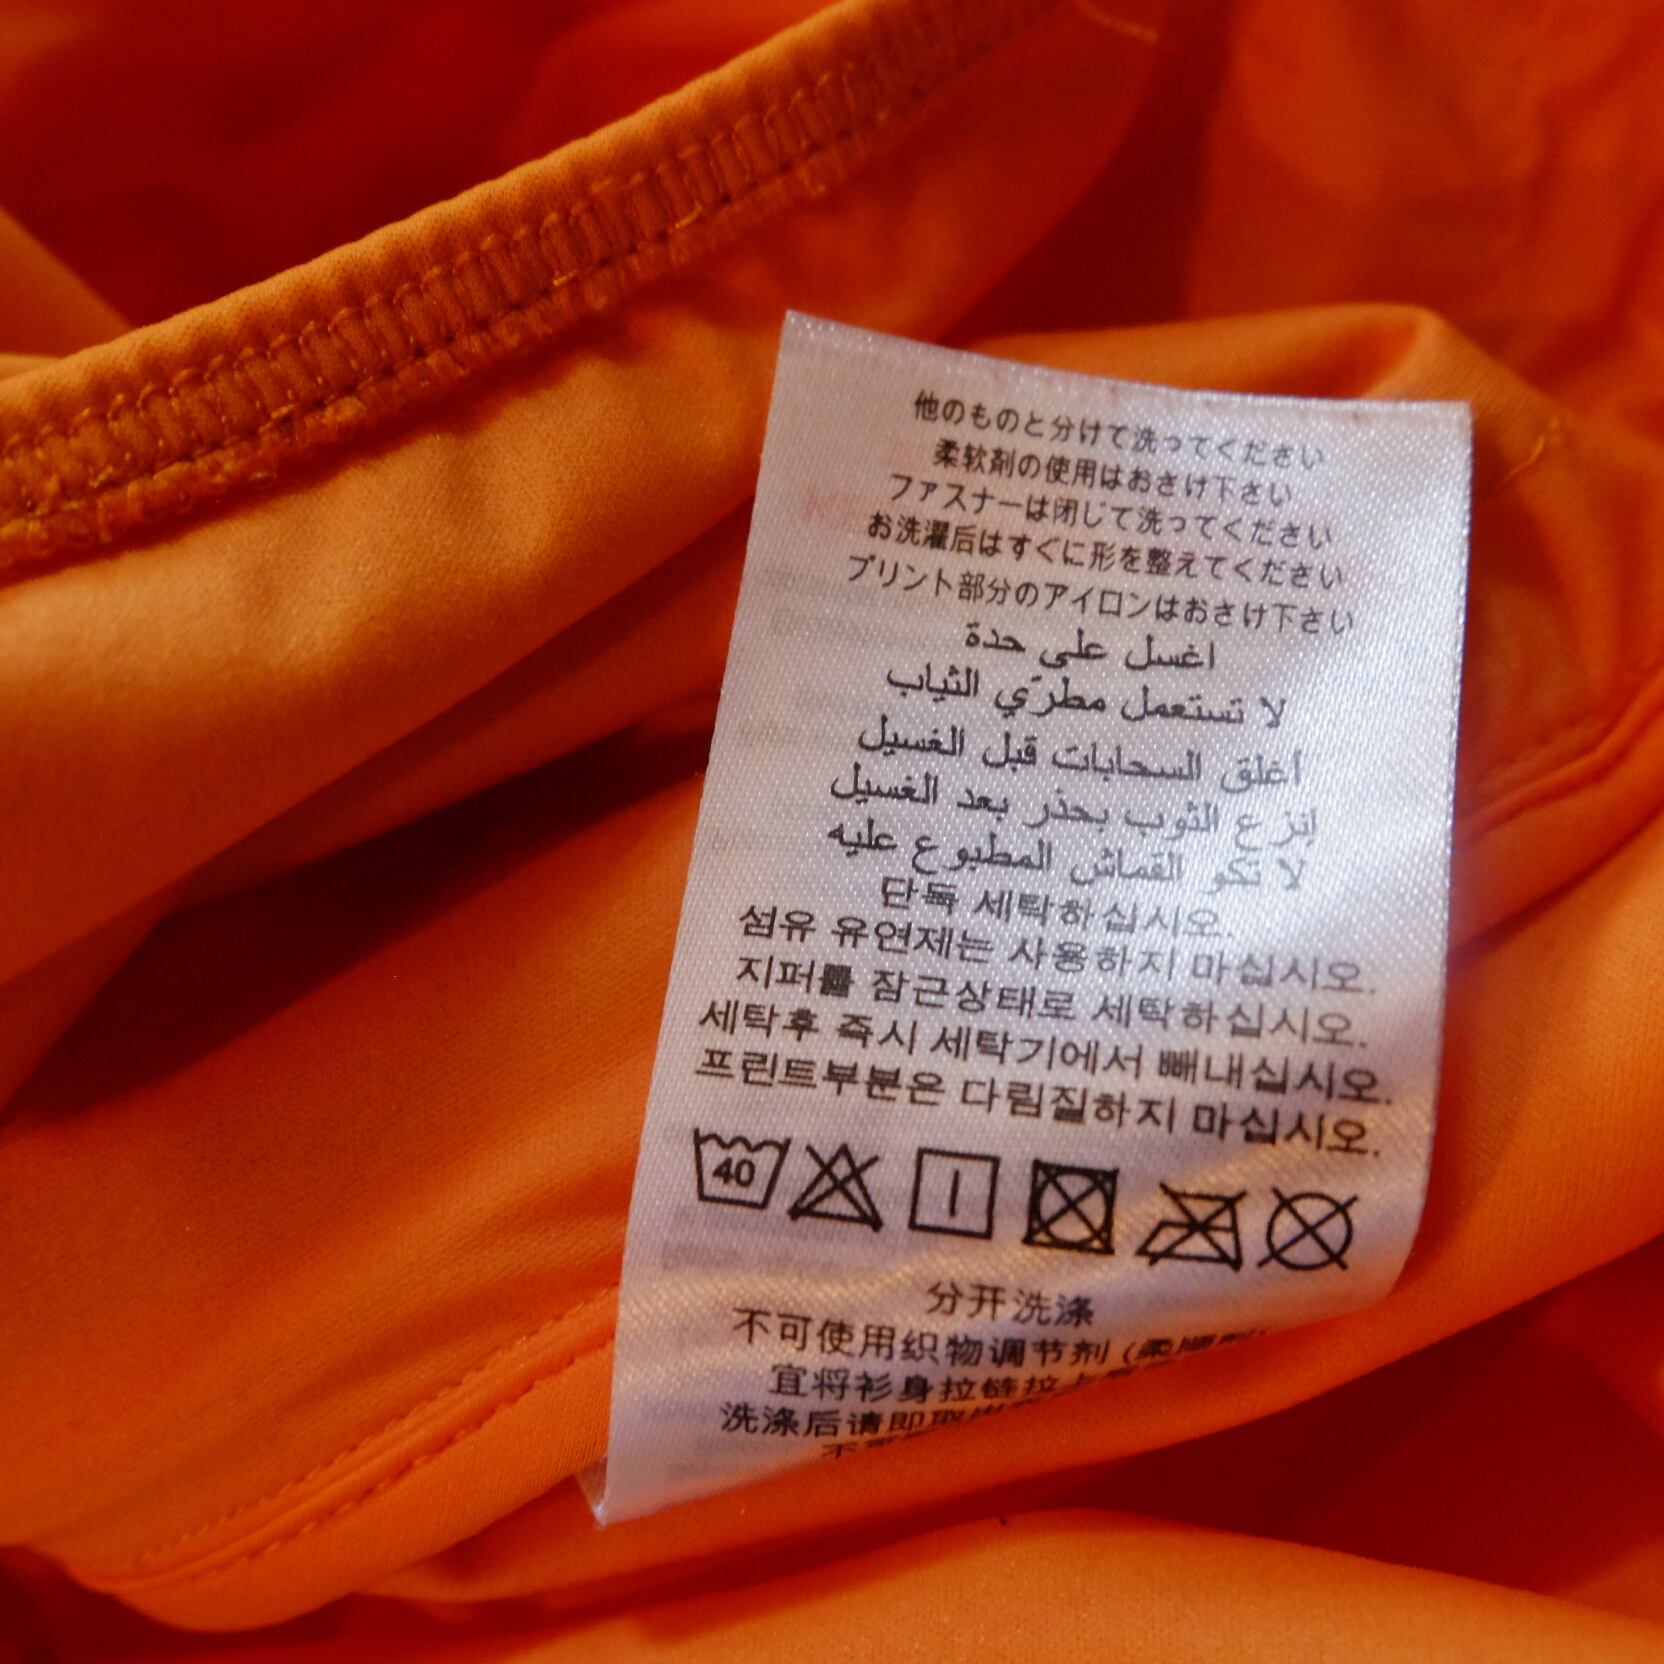 他のものと分けて洗ってください
柔软剤の使用はおさけ下さい
ファスナーは閉じて洗ってください
お洗濯后はすぐに形を整えてください
プリント部分のアイロンはおさけ下さい
اغسل على حدة
لا تستعمل مطرّي الثياب
أغلق السحابات قبل الغسيل
إنزع الثوب بحذر بعد الغسيل
لا تكو القماش المطبوع عليه
단독 세탁하십시오.
섬유 유연제는 사용하지 마십시오.
지퍼를 잠근상태로 세탁하십시오.
세탁후 즉시 세탁기에서 빼내십시오.
프린트부분은 다림질하지 마십시오.
40
分开洗涤
不可使用织物调节剂(柔顺剂
宜将衫身拉链拉上
洗涤后请即取出
不可